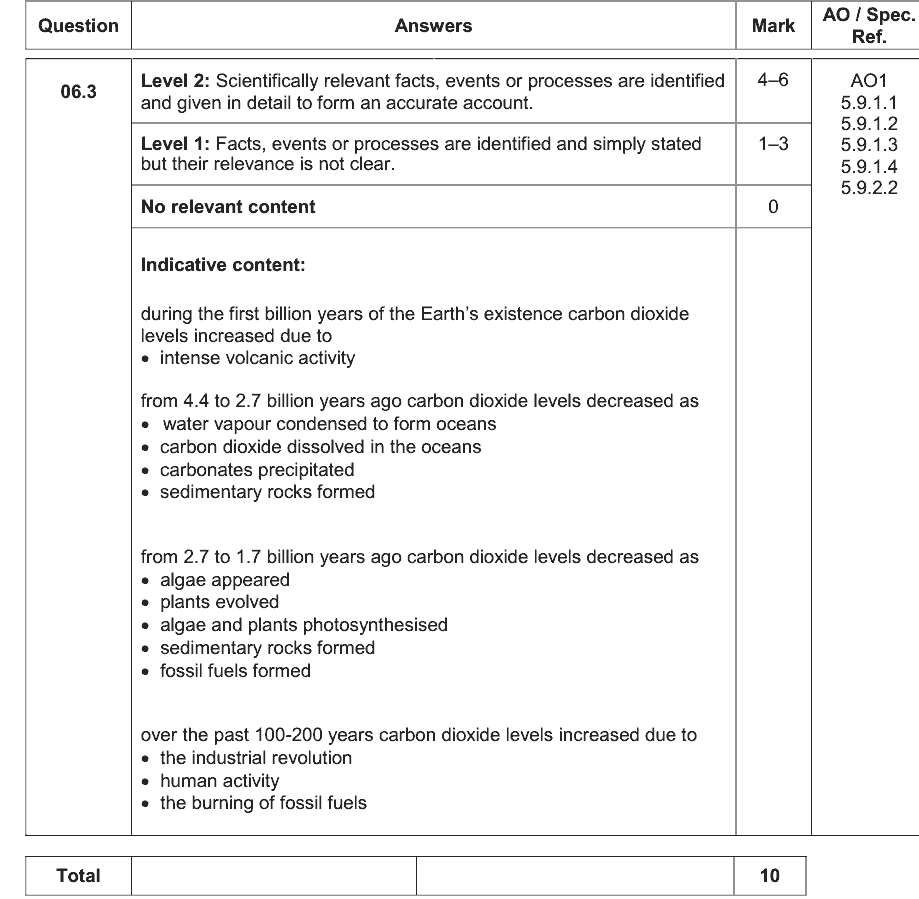 Question Answers Mark AO / Spec. Ref.
06.3 Level 2: Scientifically relevant facts, events or processes are identified 4–6 AO1
and given in detail to form an accurate account. 5.9.1.1
5.9.1.2
Level 1: Facts, events or processes are identified and simply stated 1–3 5.9.1.3
but their relevance is not clear. 5.9.1.4
5.9.2.2
No relevant content 0
Indicative content:
during the first billion years of the Earth's existence carbon dioxide
levels increased due to
• intense volcanic activity
from 4.4 to 2.7 billion years ago carbon dioxide levels decreased as
• water vapour condensed to form oceans
• carbon dioxide dissolved in the oceans
• carbonates precipitated
• sedimentary rocks formed
from 2.7 to 1.7 billion years ago carbon dioxide levels decreased as
• algae appeared
• plants evolved
• algae and plants photosynthesised
• sedimentary rocks formed
• fossil fuels formed
over the past 100-200 years carbon dioxide levels increased due to
• the industrial revolution
• human activity
• the burning of fossil fuels
Total 10